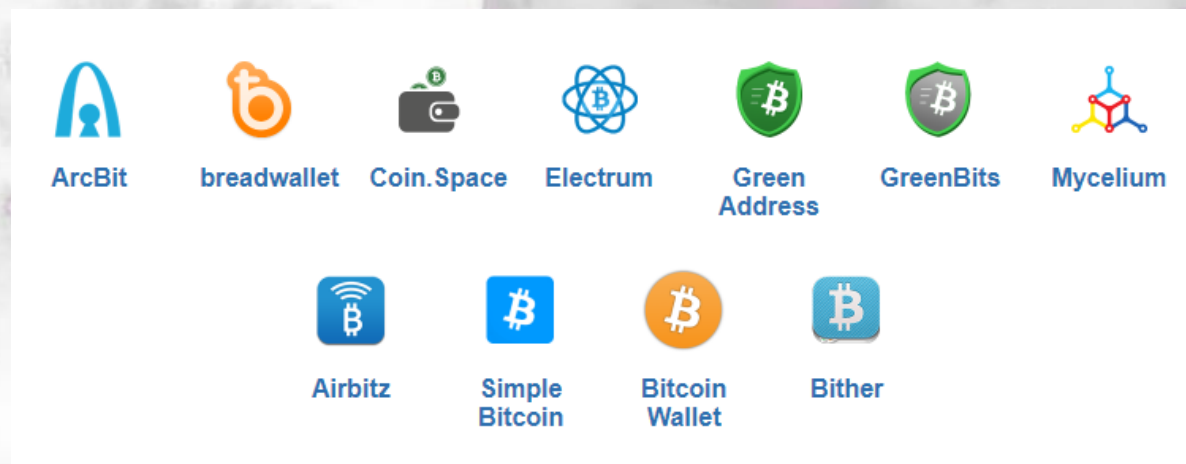 ArcBit
breadwallet
Coin.Space
Electrum
Green
Address
GreenBits
Mycelium
Airbitz
Simple
Bitcoin
Bitcoin
Wallet
Bither